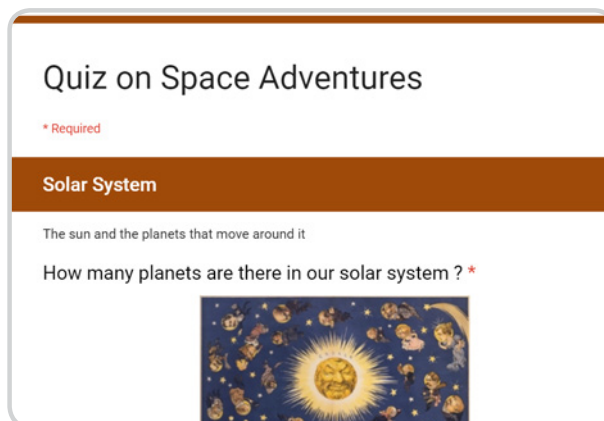 Quiz on Space Adventures
* Required
Solar System
The sun and the planets that move around it
How many planets are there in our solar system ? *